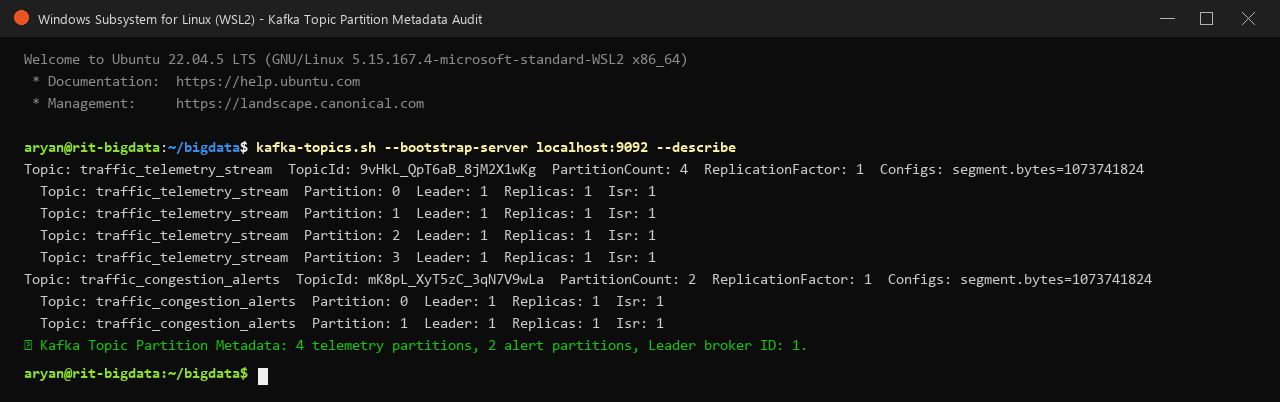 Windows Subsystem for Linux (WSL2) - Kafka Topic Partition Metadata Audit
Welcome to Ubuntu 22.04.5 LTS (GNU/Linux 5.15.167.4-microsoft-standard-WSL2 x86_64)
* Documentation:  https://help.ubuntu.com
* Management:     https://landscape.canonical.com
aryan@rit-bigdata:~/bigdata$ kafka-topics.sh --bootstrap-server localhost:9092 --describe
Topic: traffic_telemetry_stream  TopicId: 9vHkL_QpT6aB_8jM2X1wKg  PartitionCount: 4  ReplicationFactor: 1  Configs: segment.bytes=1073741824
Topic: traffic_telemetry_stream  Partition: 0  Leader: 1  Replicas: 1  Isr: 1
Topic: traffic_telemetry_stream  Partition: 1  Leader: 1  Replicas: 1  Isr: 1
Topic: traffic_telemetry_stream  Partition: 2  Leader: 1  Replicas: 1  Isr: 1
Topic: traffic_telemetry_stream  Partition: 3  Leader: 1  Replicas: 1  Isr: 1
Topic: traffic_congestion_alerts  TopicId: mK8pL_XyT5zC_3qN7V9wLa  PartitionCount: 2  ReplicationFactor: 1  Configs: segment.bytes=1073741824
Topic: traffic_congestion_alerts  Partition: 0  Leader: 1  Replicas: 1  Isr: 1
Topic: traffic_congestion_alerts  Partition: 1  Leader: 1  Replicas: 1  Isr: 1
Kafka Topic Partition Metadata: 4 telemetry partitions, 2 alert partitions, Leader broker ID: 1.
aryan@rit-bigdata:~/bigdata$